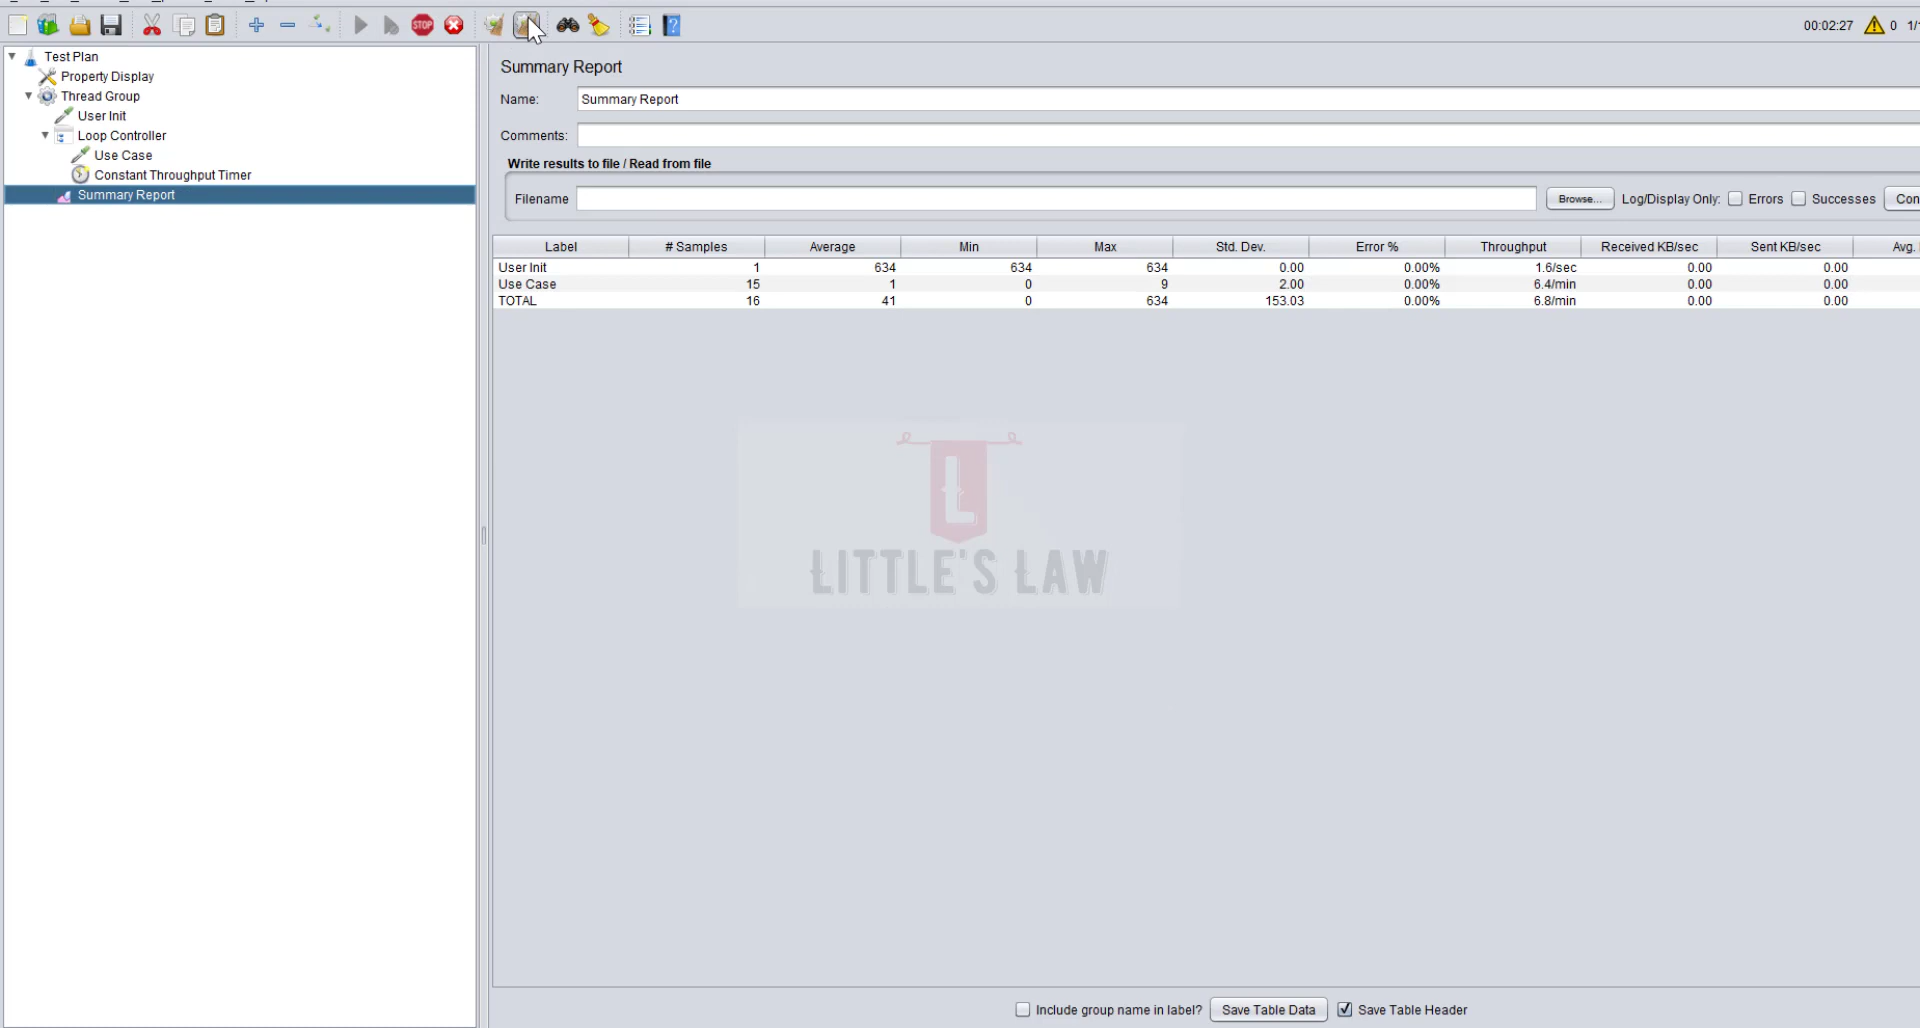 STOP
?
00:02:27
0
1/
Test Plan
Property Display
Thread Group
User Init
Loop Controller
Use Case
Constant Throughput Timer
Summary Report
Summary Report
Name: Summary Report
Comments:
Write results to file / Read from file
Filename Browse... Log/Display Only: Errors Successes Con
Label # Samples Average Min Max Std. Dev. Error % Throughput Received KB/sec Sent KB/sec Avg.
User Init 1 634 634 634 0.00 0.00% 1.6/sec 0.00 0.00
Use Case 15 1 0 9 2.00 0.00% 6.4/min 0.00 0.00
TOTAL 16 41 0 634 153.03 0.00% 6.8/min 0.00 0.00
L
LITTLE'S LAW
Include group name in label? Save Table Data Save Table Header